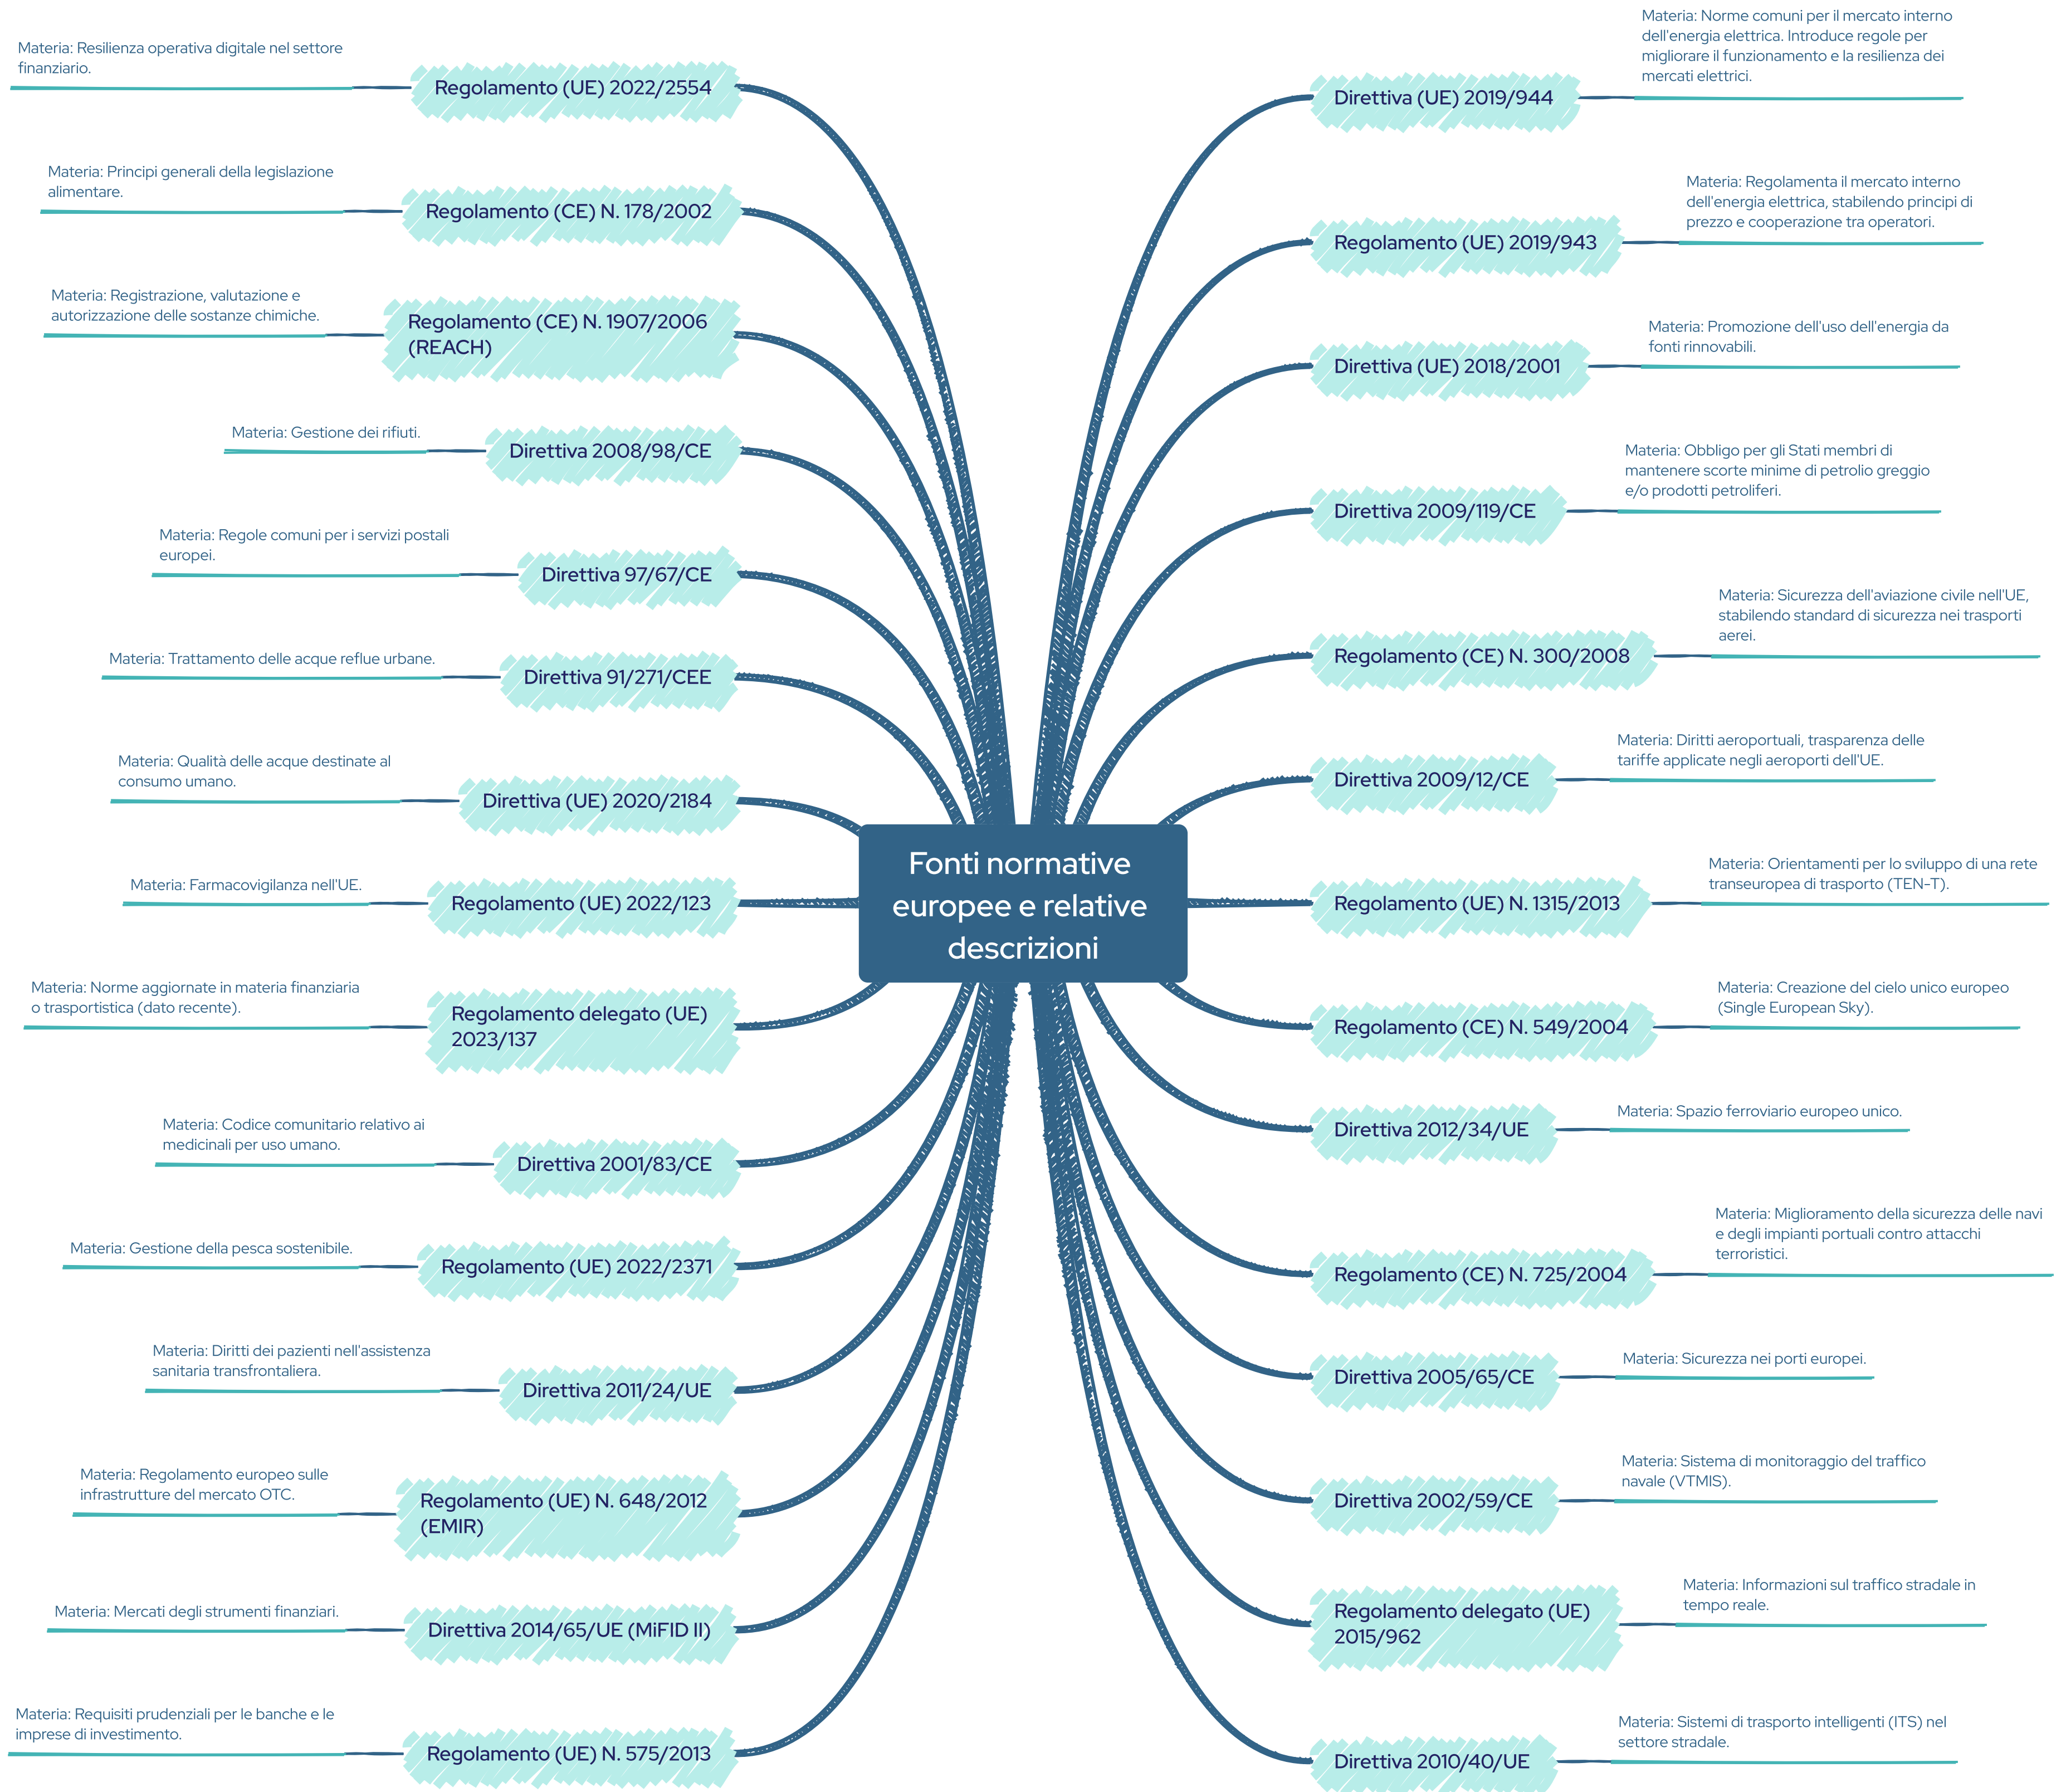 Fonti normative
europee e relative
descrizioni
Direttiva (UE) 2019/944
Materia: Norme comuni per il mercato interno
dell'energia elettrica. Introduce regole per
migliorare il funzionamento e la resilienza dei
mercati elettrici.
Regolamento (UE) 2019/943
Materia: Regolamenta il mercato interno
dell'energia elettrica, stabilendo principi di
prezzo e cooperazione tra operatori.
Direttiva (UE) 2018/2001
Materia: Promozione dell'uso dell'energia da
fonti rinnovabili.
Direttiva 2009/119/CE
Materia: Obbligo per gli Stati membri di
mantenere scorte minime di petrolio greggio
e/o prodotti petroliferi.
Regolamento (CE) N. 300/2008
Materia: Sicurezza dell'aviazione civile nell'UE,
stabilendo standard di sicurezza nei trasporti
aerei.
Direttiva 2009/12/CE
Materia: Diritti aeroportuali, trasparenza delle
tariffe applicate negli aeroporti dell'UE.
Regolamento (UE) N. 1315/2013
Materia: Orientamenti per lo sviluppo di una rete
transeuropea di trasporto (TEN-T).
Regolamento (CE) N. 549/2004
Materia: Creazione del cielo unico europeo
(Single European Sky).
Direttiva 2012/34/UE
Materia: Spazio ferroviario europeo unico.
Regolamento (CE) N. 725/2004
Materia: Miglioramento della sicurezza delle navi
e degli impianti portuali contro attacchi
terroristici.
Direttiva 2005/65/CE
Materia: Sicurezza nei porti europei.
Direttiva 2002/59/CE
Materia: Sistema di monitoraggio del traffico
navale (VTMIS).
Regolamento delegato (UE)
2015/962
Materia: Informazioni sul traffico stradale in
tempo reale.
Direttiva 2010/40/UE
Materia: Sistemi di trasporto intelligenti (ITS) nel
settore stradale.
Regolamento (UE) 2022/2554
Materia: Resilienza operativa digitale nel settore
finanziario.
Regolamento (CE) N. 178/2002
Materia: Principi generali della legislazione
alimentare.
Regolamento (CE) N. 1907/2006
(REACH)
Materia: Registrazione, valutazione e
autorizzazione delle sostanze chimiche.
Direttiva 2008/98/CE
Materia: Gestione dei rifiuti.
Direttiva 97/67/CE
Materia: Regole comuni per i servizi postali
europei.
Direttiva 91/271/CEE
Materia: Trattamento delle acque reflue urbane.
Direttiva (UE) 2020/2184
Materia: Qualità delle acque destinate al
consumo umano.
Regolamento (UE) 2022/123
Materia: Farmacovigilanza nell'UE.
Regolamento delegato (UE)
2023/137
Materia: Norme aggiornate in materia finanziaria
o trasportistica (dato recente).
Direttiva 2001/83/CE
Materia: Codice comunitario relativo ai
medicinali per uso umano.
Regolamento (UE) 2022/2371
Materia: Gestione della pesca sostenibile.
Direttiva 2011/24/UE
Materia: Diritti dei pazienti nell'assistenza
sanitaria transfrontaliera.
Regolamento (UE) N. 648/2012
(EMIR)
Materia: Regolamento europeo sulle
infrastrutture del mercato OTC.
Direttiva 2014/65/UE (MiFID II)
Materia: Mercati degli strumenti finanziari.
Regolamento (UE) N. 575/2013
Materia: Requisiti prudenziali per le banche e le
imprese di investimento.